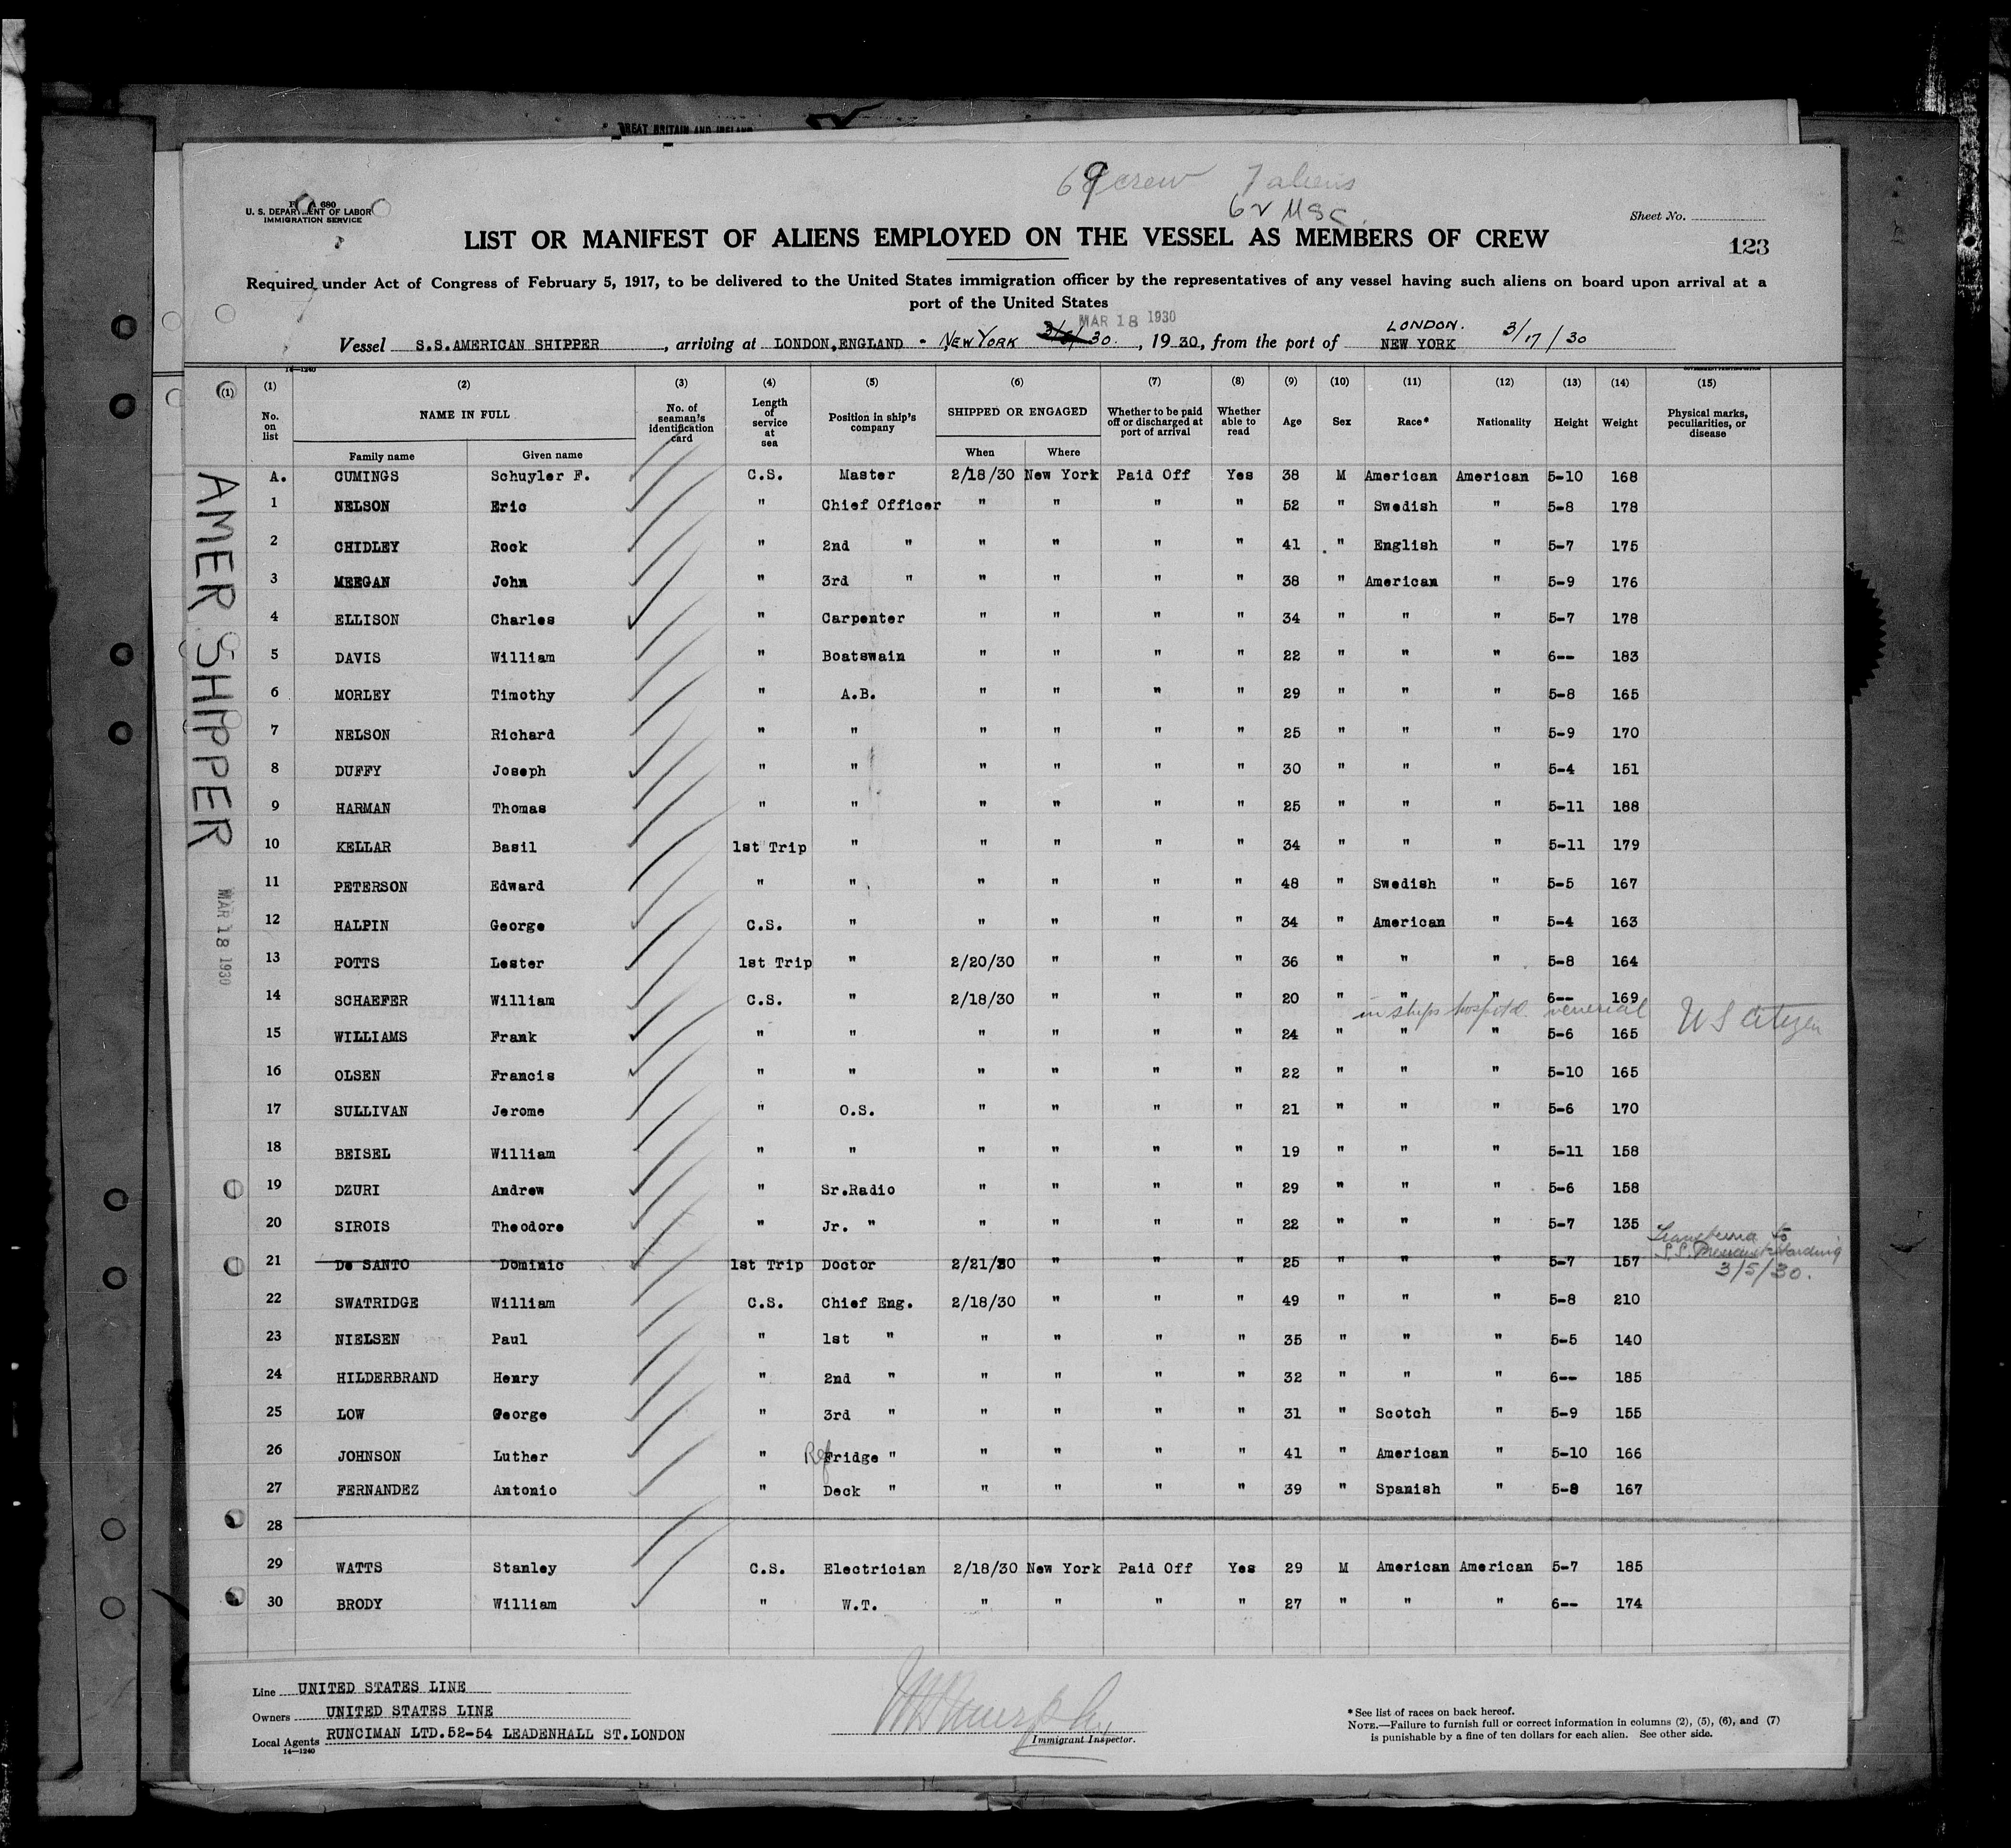 GREAT BRITAIN AND IRELAND
69 crew 7 aliens
62 USC.
680
U. S. DEPARTMENT OF LABOR
IMMIGRATION SERVICE
Sheet No.
123
LIST OR MANIFEST OF ALIENS EMPLOYED ON THE VESSEL AS MEMBERS OF CREW
Required under Act of Congress of February 5, 1917, to be delivered to the United States immigration officer by the representatives of any vessel having such aliens on board upon arrival at a
port of the United States
MAR 18 1930
LONDON. 3/17/30
Vessel S.S.AMERICAN SHIPPER, arriving at LONDON,ENGLAND - NEW YORK 3/8/30., 1930, from the port of NEW YORK
14-1240
(1) (1) (2) (3) (4) (5) (6) (7) (8) (9) (10) (11) (12) (13) (14) (15)
No. on list NAME IN FULL No. of seaman's identification card Length of service at sea Position in ship's company SHIPPED OR ENGAGED Whether to be paid off or discharged at port of arrival Whether able to read Age Sex Race* Nationality Height Weight Physical marks, peculiarities, or disease
Family name Given name When Where
A. CUMINGS Schuyler F. C.S. Master 2/18/30 New York Paid Off Yes 38 M American American 5-10 168
1 NELSON Eric " Chief Officer " " " " 52 " Swedish " 5-8 178
2 CHIDLEY Rock " 2nd " " " " " 41 " English " 5-7 175
3 MEEGAN John " 3rd " " " " " 38 " American " 5-9 176
4 ELLISON Charles " Carpenter " " " " 34 " " " 5-7 178
5 DAVIS William " Boatswain " " " " 22 " " " 6-- 183
6 MORLEY Timothy " A.B. " " " " 29 " " " 5-8 165
7 NELSON Richard " " " " " " 25 " " " 5-9 170
8 DUFFY Joseph " " " " " " 30 " " " 5-4 151
9 HARMAN Thomas " " " " " " 25 " " " 5-11 188
10 KELLAR Basil 1st Trip " " " " " 34 " " " 5-11 179
11 PETERSON Edward " " " " " " 48 " Swedish " 5-5 167
12 HALPIN George C.S. " " " " " 34 " American " 5-4 163
13 POTTS Lester 1st Trip " 2/20/30 " " " 36 " " " 5-8 164
14 SCHAEFER William C.S. " 2/18/30 " " " 20 " " " 6-- 169
in ships hospital venerial US citizen
15 WILLIAMS Frank " " " " " " 24 " " " 5-6 165
16 OLSEN Francis " " " " " " 22 " " " 5-10 165
17 SULLIVAN Jerome " O.S. " " " " 21 " " " 5-6 170
18 BEISEL William " " " " " " 19 " " " 5-11 158
19 DZURI Andrew " Sr.Radio " " " " 29 " " " 5-6 158
20 SIROIS Theodore " Jr. " " " " " 22 " " " 5-7 135
21 De SANTO Dominic 1st Trip Doctor 2/21/30 " " " 25 " " " 5-7 157
to
S.S. President Harding
3/5/30.
22 SWATRIDGE William C.S. Chief Eng. 2/18/30 " " " 49 " " " 5-8 210
23 NIELSEN Paul " 1st " " " " " 35 " " " 5-5 140
24 HILDERBRAND Henry " 2nd " " " " " 32 " " " 6-- 185
25 LOW George " 3rd " " " " " 31 " Scotch " 5-9 155
26 JOHNSON Luther " Ref Fridge " " " " " 41 " American " 5-10 166
27 FERNANDEZ Antonio " Deck " " " " " 39 " Spanish " 5-8 167
28
29 WATTS Stanley C.S. Electrician 2/18/30 New York Paid Off Yes 29 M American American 5-7 185
30 BRODY William " W.T. " " " " 27 " " " 6-- 174
AMER SHIPPER
MAR 18 1930
Line UNITED STATES LINE
Owners UNITED STATES LINE
Local Agents RUNCIMAN LTD.52-54 LEADENHALL ST.LONDON
14-1240
Murphy
Immigrant Inspector.
* See list of races on back hereof.
NOTE.—Failure to furnish full or correct information in columns (2), (5), (6), and (7)
is punishable by a fine of ten dollars for each alien. See other side.